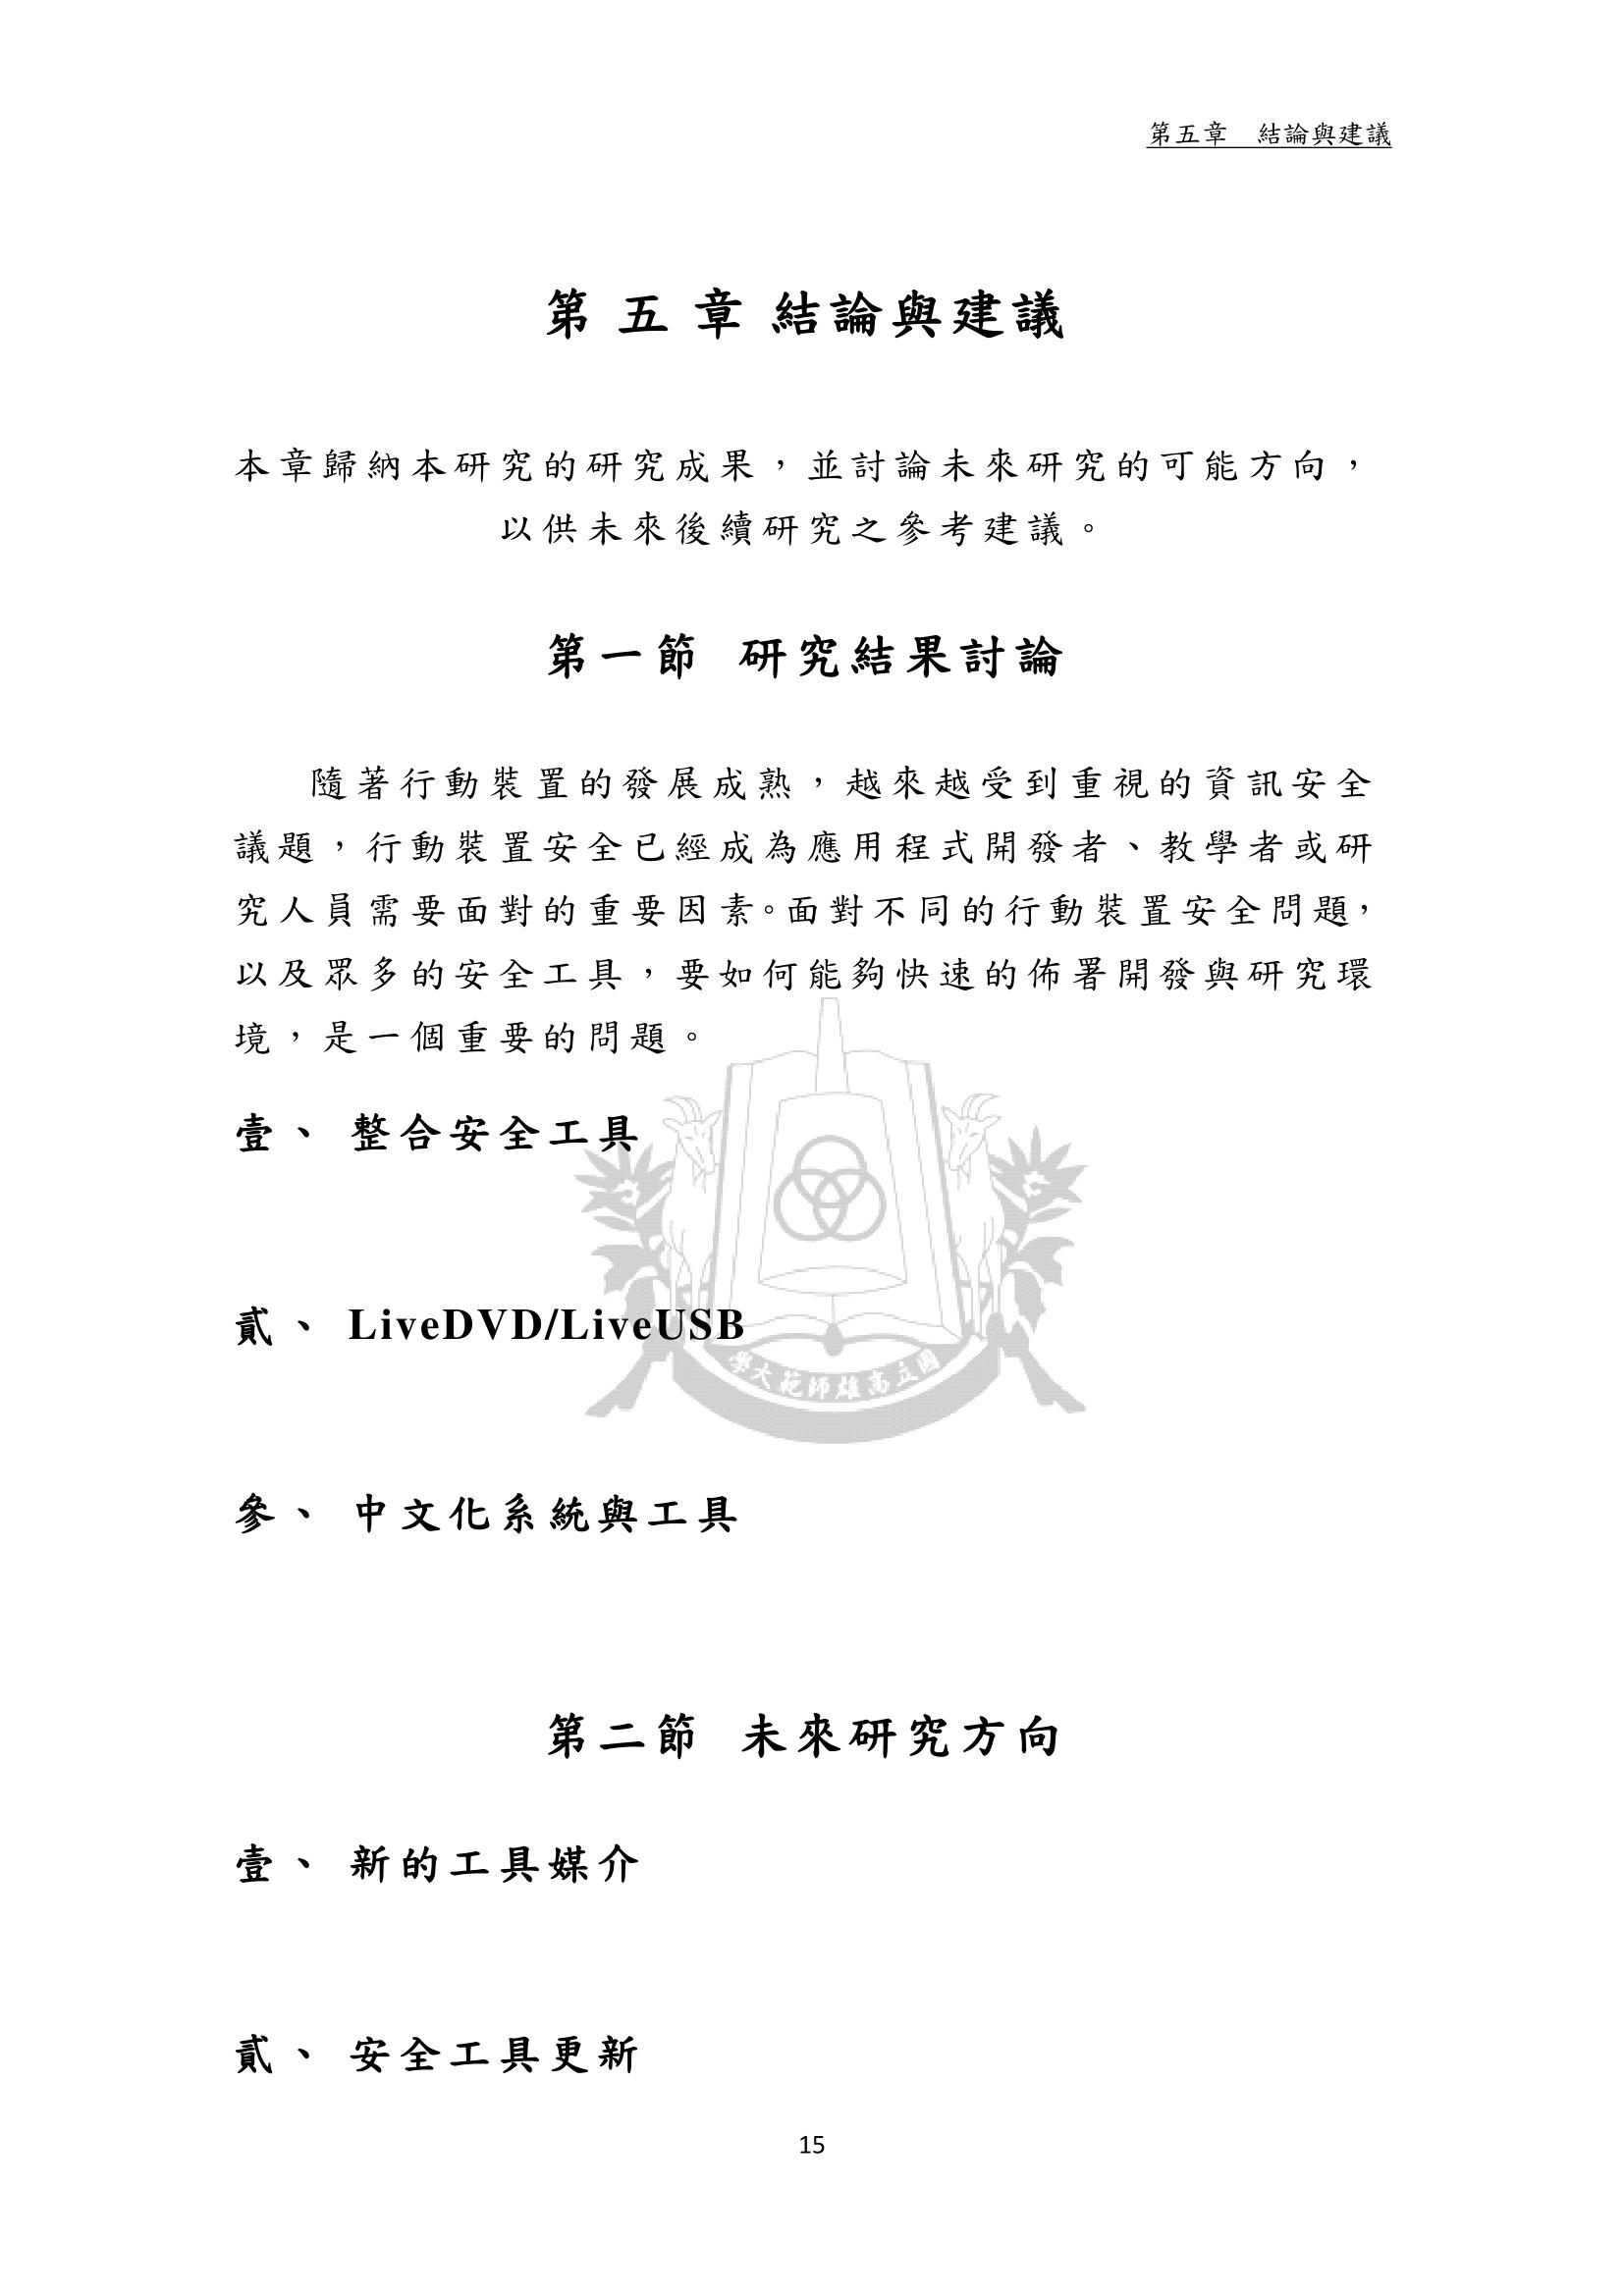 第五章　結論與建議
第五章 結論與建議
本章歸納本研究的研究成果，並討論未來研究的可能方向，
以供未來後續研究之參考建議。
第一節 研究結果討論
隨著行動裝置的發展成熟，越來越受到重視的資訊安全
議題，行動裝置安全已經成為應用程式開發者、教學者或研
究人員需要面對的重要因素。面對不同的行動裝置安全問題，
以及眾多的安全工具，要如何能夠快速的佈署開發與研究環
境，是一個重要的問題。
壹、 整合安全工具
貳、 LiveDVD/LiveUSB
學大範師雄高立國
參、 中文化系統與工具
第二節 未來研究方向
壹、 新的工具媒介
貳、 安全工具更新
15